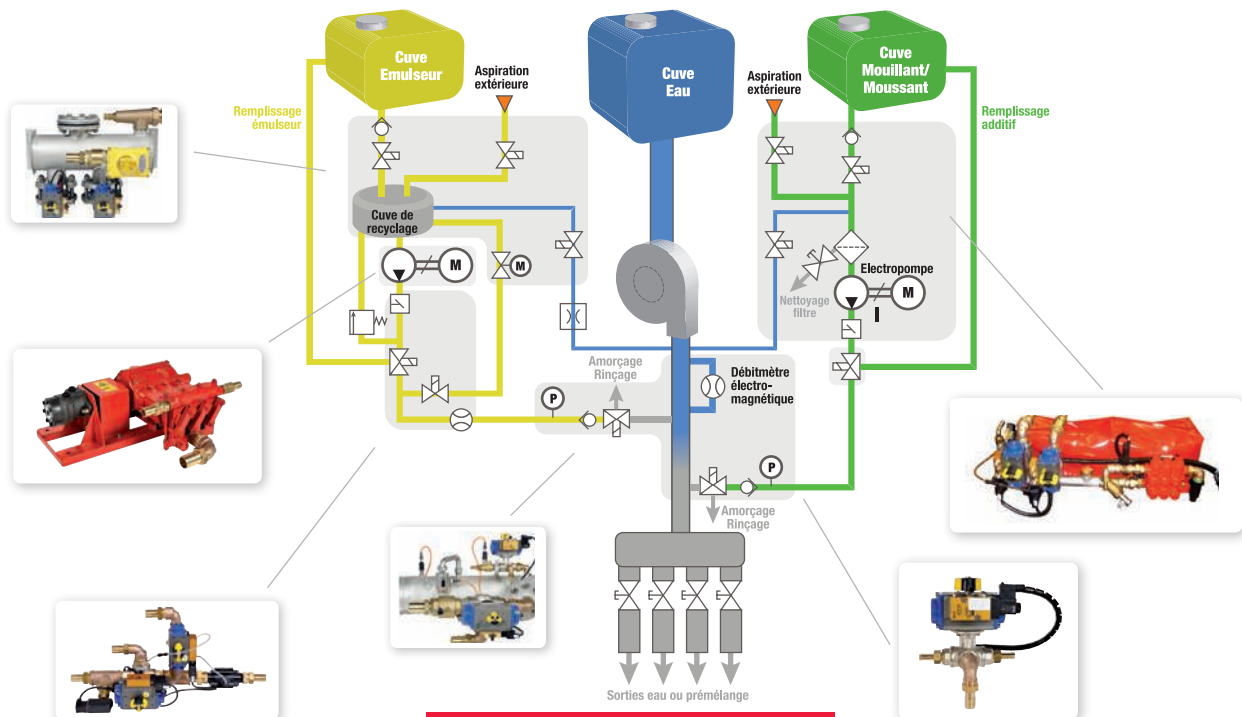 Cuve
Emulseur
Cuve
Eau
Cuve
Mouillant/
Moussant
Aspiration
extérieure
Aspiration
extérieure
Remplissage
émulseur
Remplissage
additif
Cuve de
recyclage
M
M
Electropompe
M
Nettoyage
filtre
Amorçage
Rinçage
Débitmètre
électro-
magnétique
P
P
Amorçage
Rinçage
Sorties eau ou prémélange